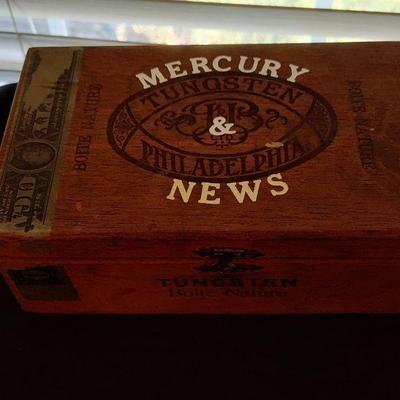 MERCURY
TUNGSTEN
&
PHILADELPHIA
NEWS
BOITE NATURE
BOITE NATURE
TUNGSTEN
Boite Nature